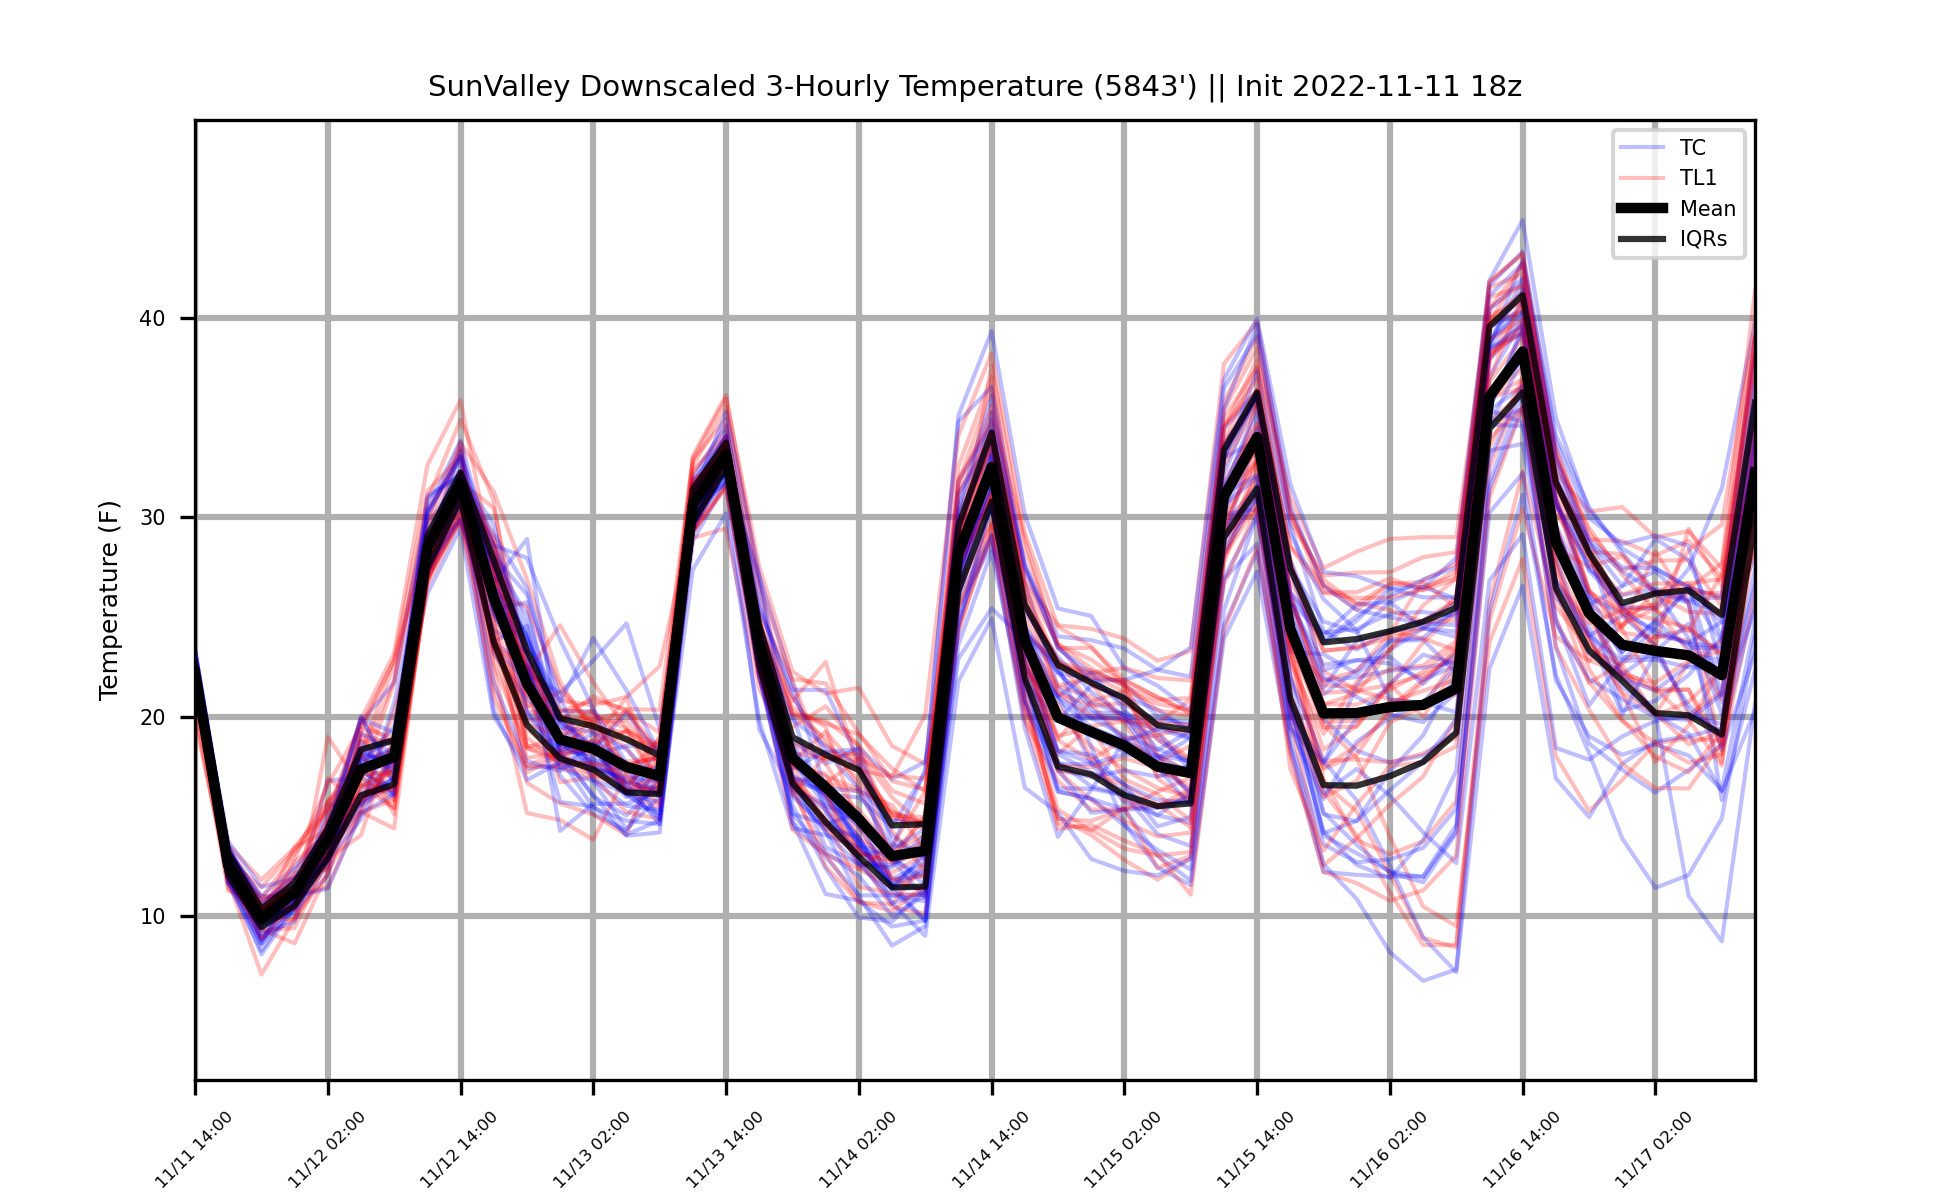 SunValley Downscaled 3-Hourly Temperature (5843') || Init 2022-11-11 18z
TC
TL1
Mean
IQRs
Temperature (F)
40
30
20
10
11/11 14:00
11/12 02:00
11/12 14:00
11/13 02:00
11/13 14:00
11/14 02:00
11/14 14:00
11/15 02:00
11/15 14:00
11/16 02:00
11/16 14:00
11/17 02:00